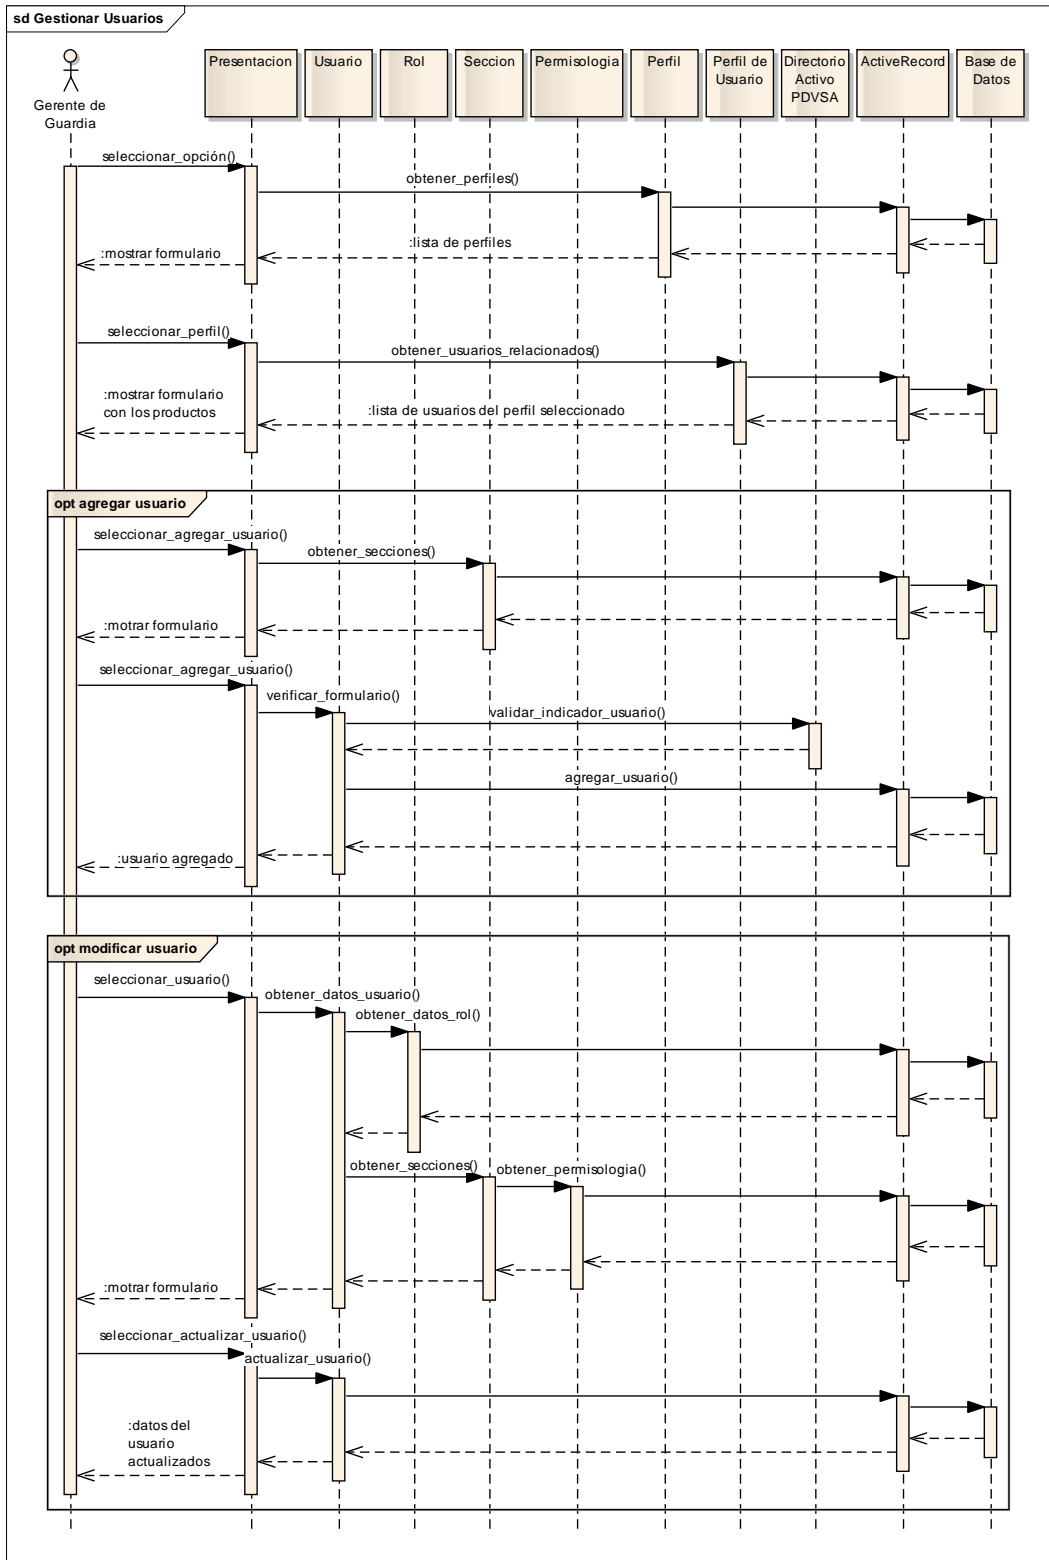 sd Gestionar Usuarios
Gerente de
Guardia
Presentacion
Usuario
Rol
Seccion
Permisologia
Perfil
Perfil de
Usuario
Directorio
Activo
PDVSA
ActiveRecord
Base de
Datos
seleccionar_opción()
obtener_perfiles()
:lista de perfiles
:mostrar formulario
seleccionar_perfil()
obtener_usuarios_relacionados()
:mostrar formulario
con los productos
:lista de usuarios del perfil seleccionado
opt agregar usuario
seleccionar_agregar_usuario()
obtener_secciones()
:motrar formulario
seleccionar_agregar_usuario()
verificar_formulario()
validar_indicador_usuario()
agregar_usuario()
:usuario agregado
opt modificar usuario
seleccionar_usuario()
obtener_datos_usuario()
obtener_datos_rol()
obtener_secciones()
obtener_permisologia()
:motrar formulario
seleccionar_actualizar_usuario()
actualizar_usuario()
:datos del
usuario
actualizados